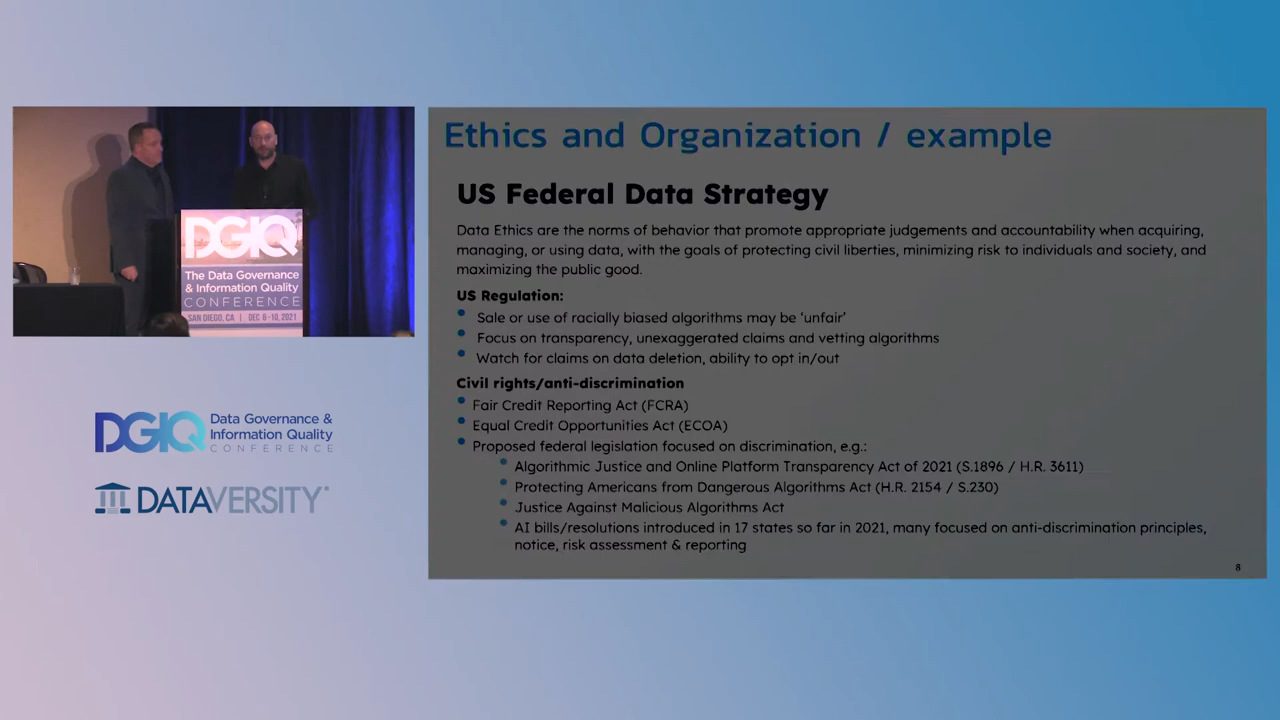 DGIQ
The Data Governance
& Information Quality
CONFERENCE
SAN DIEGO, CA | DEC 6-10, 2021
DGIQ
Data Governance &
Information Quality
CONFERENCE
DATAVERSITY
Ethics and Organization / example
US Federal Data Strategy
Data Ethics are the norms of behavior that promote appropriate judgements and accountability when acquiring,
managing, or using data, with the goals of protecting civil liberties, minimizing risk to individuals and society, and
maximizing the public good.
US Regulation:
• Sale or use of racially biased algorithms may be ‘unfair’
• Focus on transparency, unexaggerated claims and vetting algorithms
• Watch for claims on data deletion, ability to opt in/out
Civil rights/anti-discrimination
• Fair Credit Reporting Act (FCRA)
• Equal Credit Opportunities Act (ECOA)
• Proposed federal legislation focused on discrimination, e.g.:
• Algorithmic Justice and Online Platform Transparency Act of 2021 (S.1896 / H.R. 3611)
• Protecting Americans from Dangerous Algorithms Act (H.R. 2154 / S.230)
• Justice Against Malicious Algorithms Act
• AI bills/resolutions introduced in 17 states so far in 2021, many focused on anti-discrimination principles,
notice, risk assessment & reporting
8